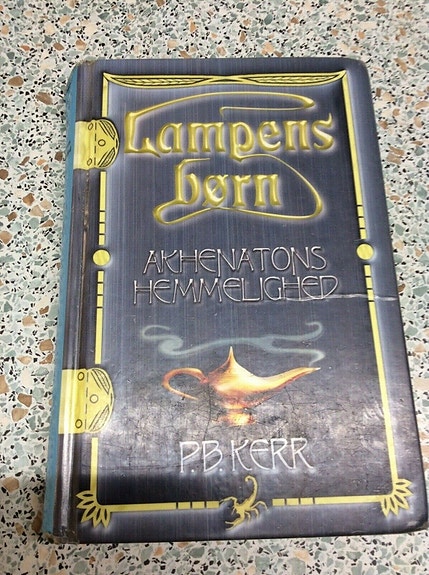 Lampens
børn
AKHENATONS
HEMMELIGHED
P.B. KERR